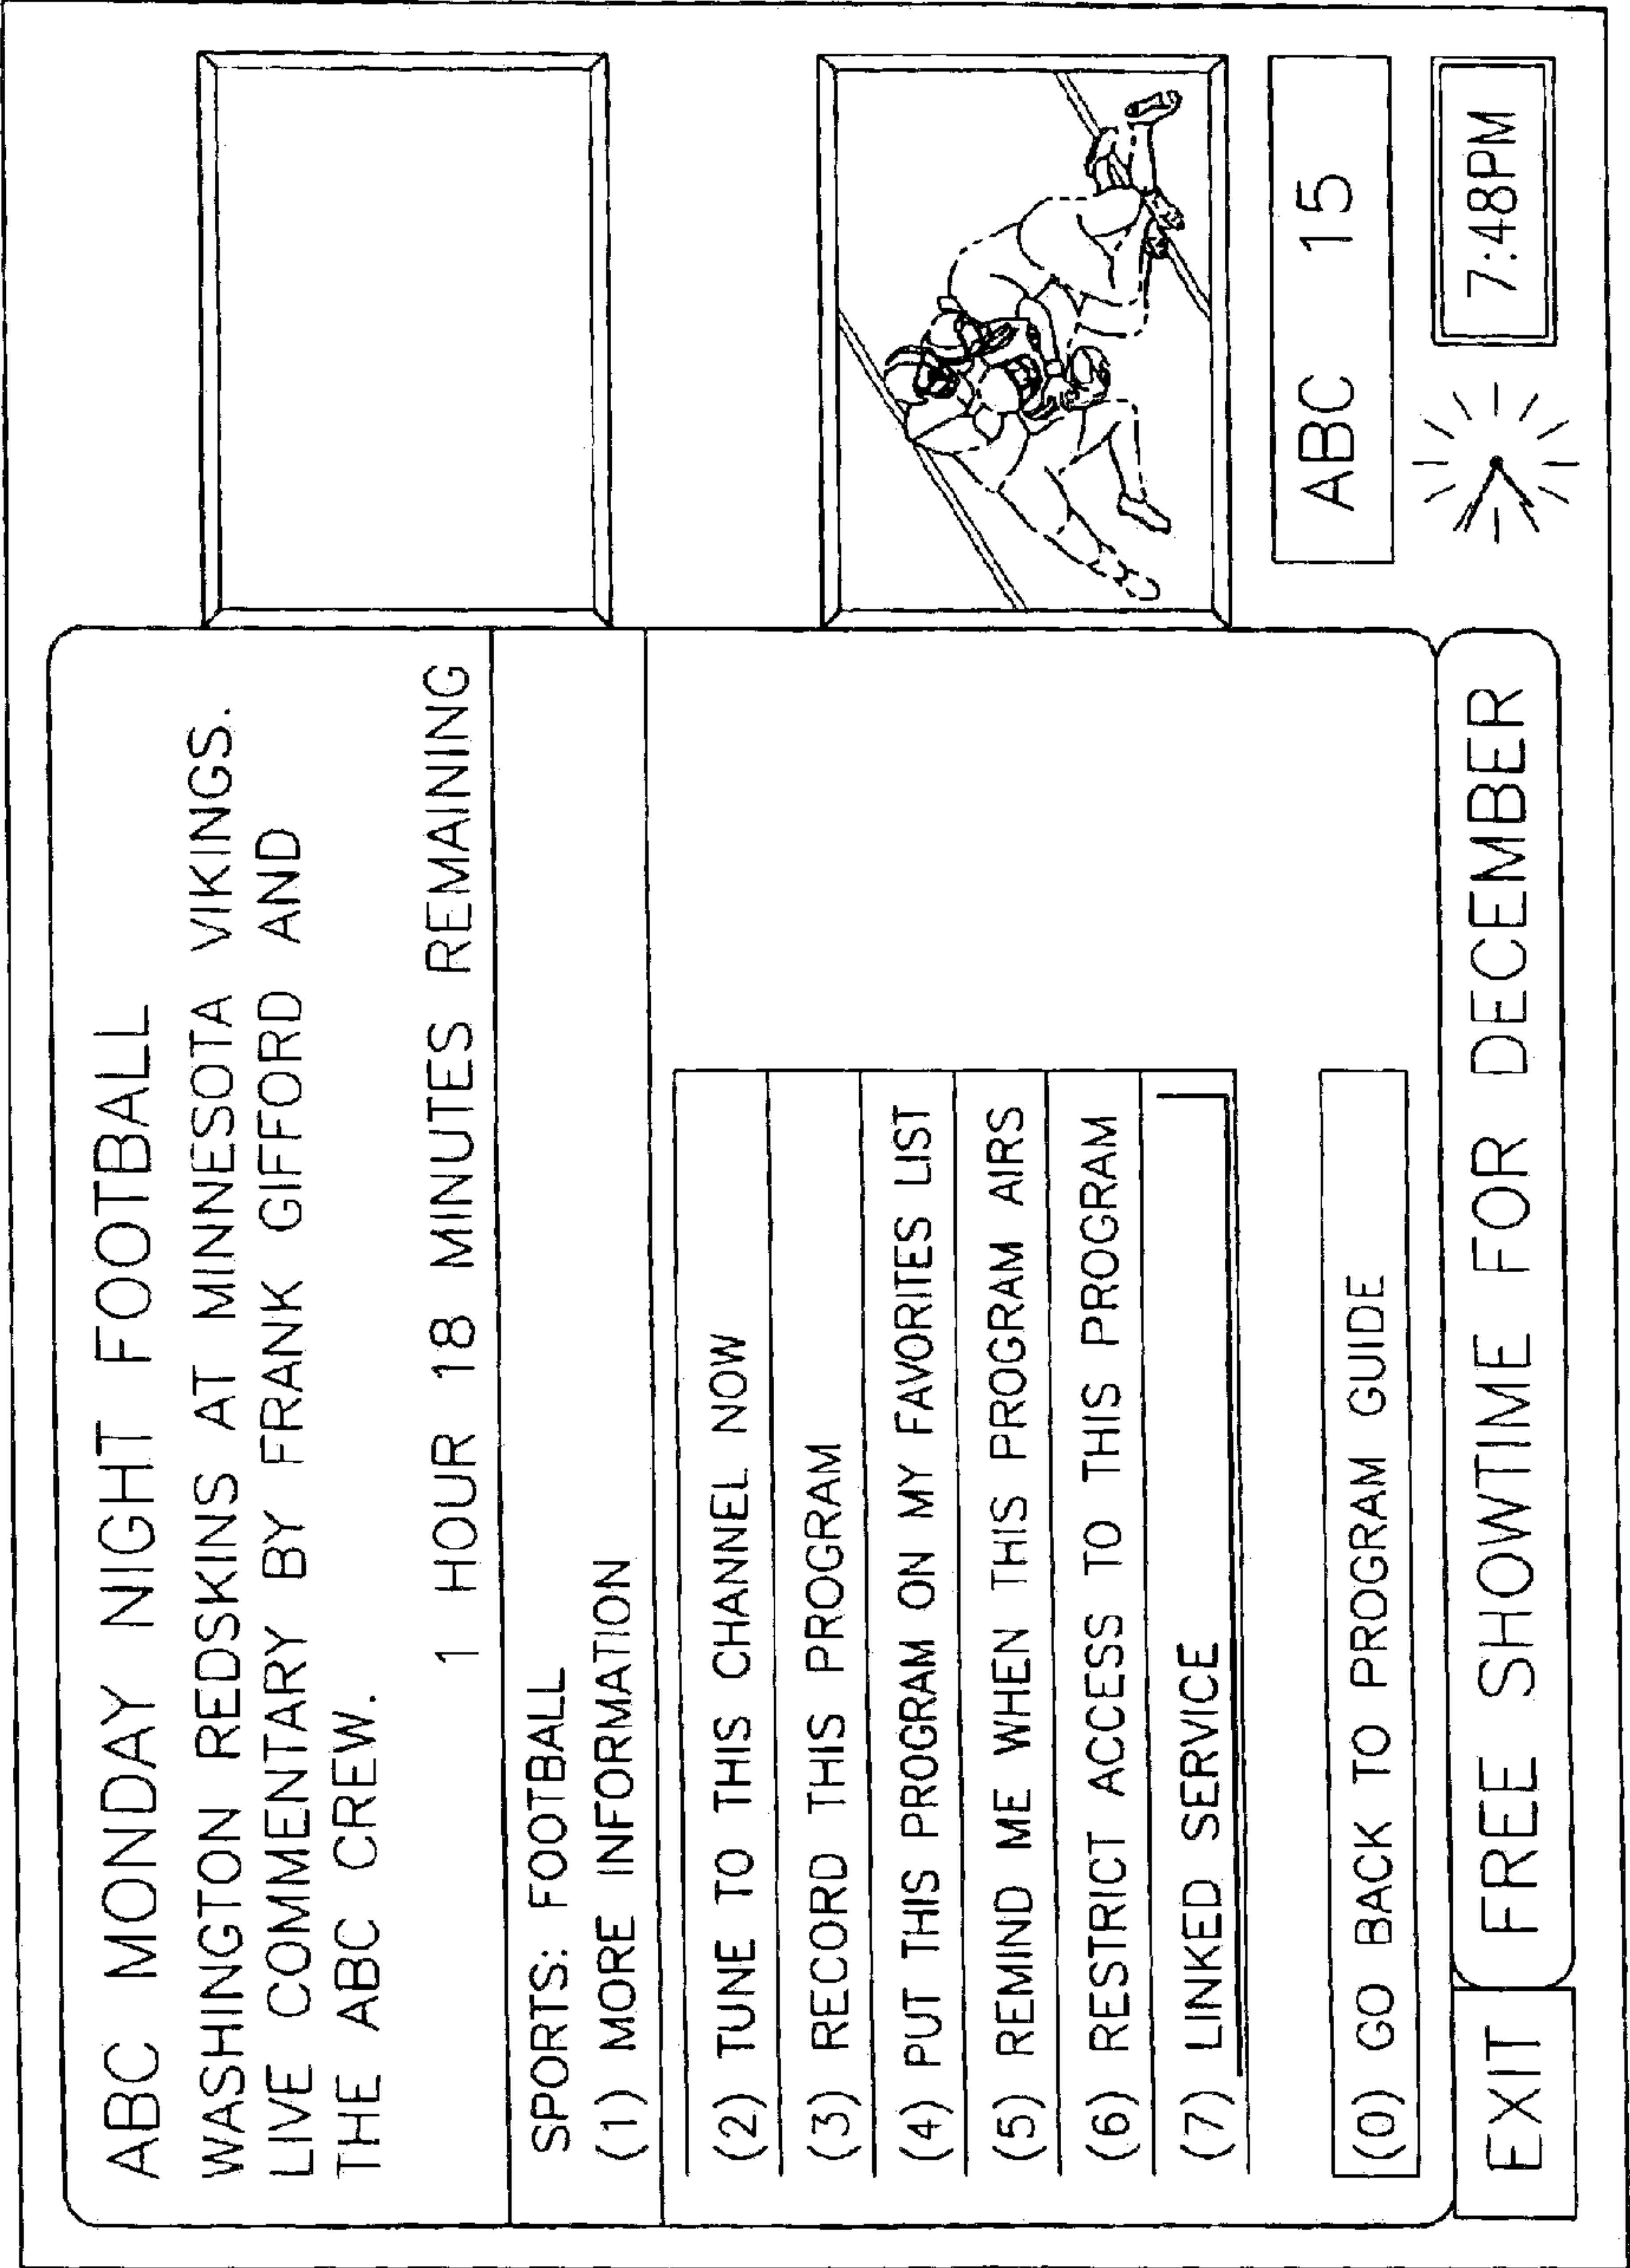 ABC MONDAY NIGHT FOOTBALL
WASHINGTON REDSKINS AT MINNESOTA VIKINGS.
LIVE COMMENTARY BY FRANK GIFFORD AND
THE ABC CREW.
1 HOUR 18 MINUTES REMAINING
SPORTS: FOOTBALL
(1) MORE INFORMATION
(2) TUNE TO THIS CHANNEL NOW
(3) RECORD THIS PROGRAM
(4) PUT THIS PROGRAM ON MY FAVORITES LIST
(5) REMIND ME WHEN THIS PROGRAM AIRS
(6) RESTRICT ACCESS TO THIS PROGRAM
(7) LINKED SERVICE
(0) GO BACK TO PROGRAM GUIDE
EXIT
FREE SHOWTIME FOR DECEMBER
ABC 15
7:48PM